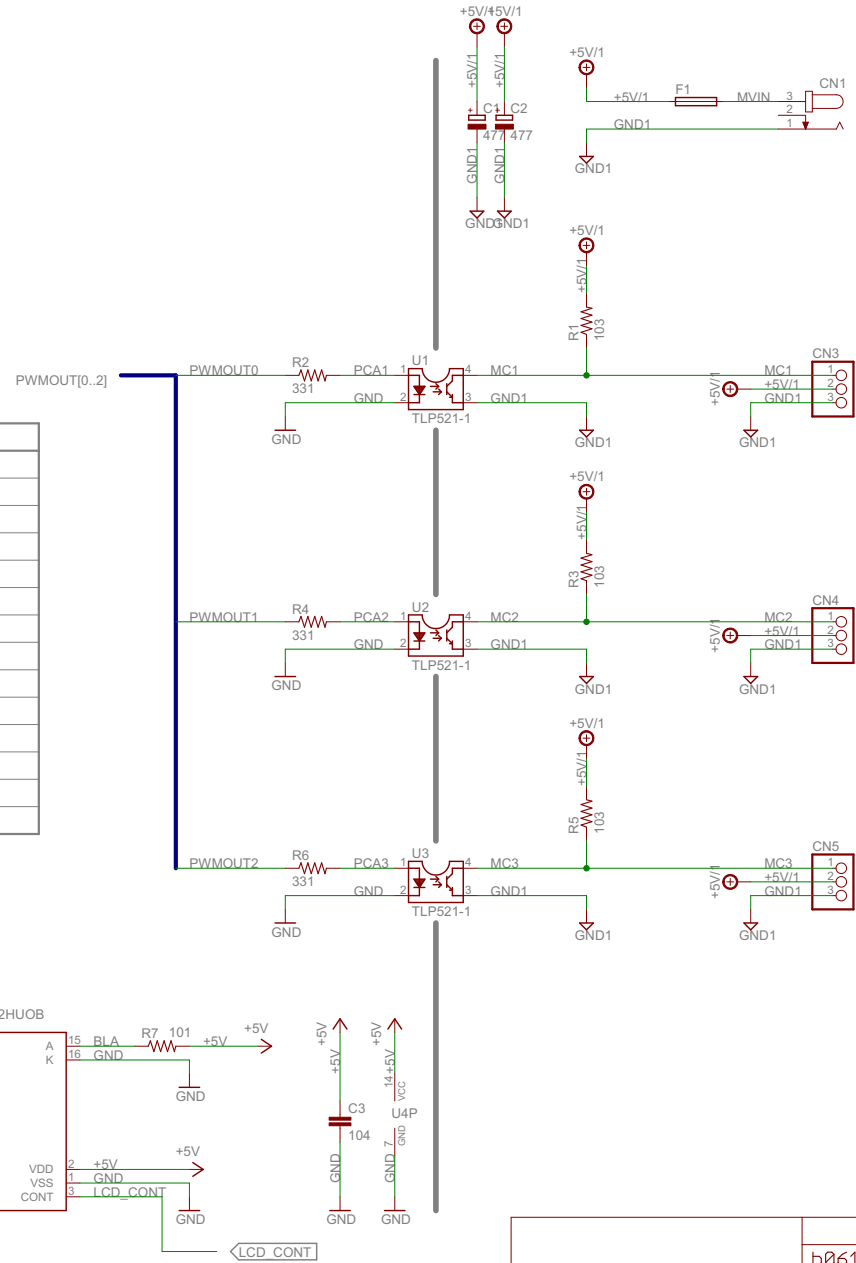 +5V/1 +5V/1
+5V/1 +5V/1
C1 C2
477 477
GND1 GND1
GND1 GND1
+5V/1
+5V/1 F1 MVIN 3 CN1
2
GND1 1
GND1
+5V/1
+5V/1
R1 103
PWMOUT[0..2]
PWMOUT0 R2 331 PCA1 1 U1 4 MC1 MC1 1 CN3
+5V/1 +5V/1 2
GND 2 3 GND1 GND1 3
GND TLP521-1 GND1 GND1
+5V/1
+5V/1
R3 103
PWMOUT1 R4 331 PCA2 1 U2 4 MC2 MC2 1 CN4
+5V/1 +5V/1 2
GND 2 3 GND1 GND1 3
GND TLP521-1 GND1 GND1
+5V/1
+5V/1
R5 103
PWMOUT2 R6 331 PCA3 1 U3 4 MC3 MC3 1 CN5
+5V/1 +5V/1 2
GND 2 3 GND1 GND1 3
GND TLP521-1 GND1 GND1
2HUOB
A 15 BLA R7 101 +5V +5V
K 16 GND
GND
VDD 2 +5V +5V
VSS 1 GND
CONT 3 LCD_CONT
GND
LCD_CONT
+5V +5V
+5V 14 +5V
VCC
C3 104 U4P
GND 7 GND
GND
GND GND
b061